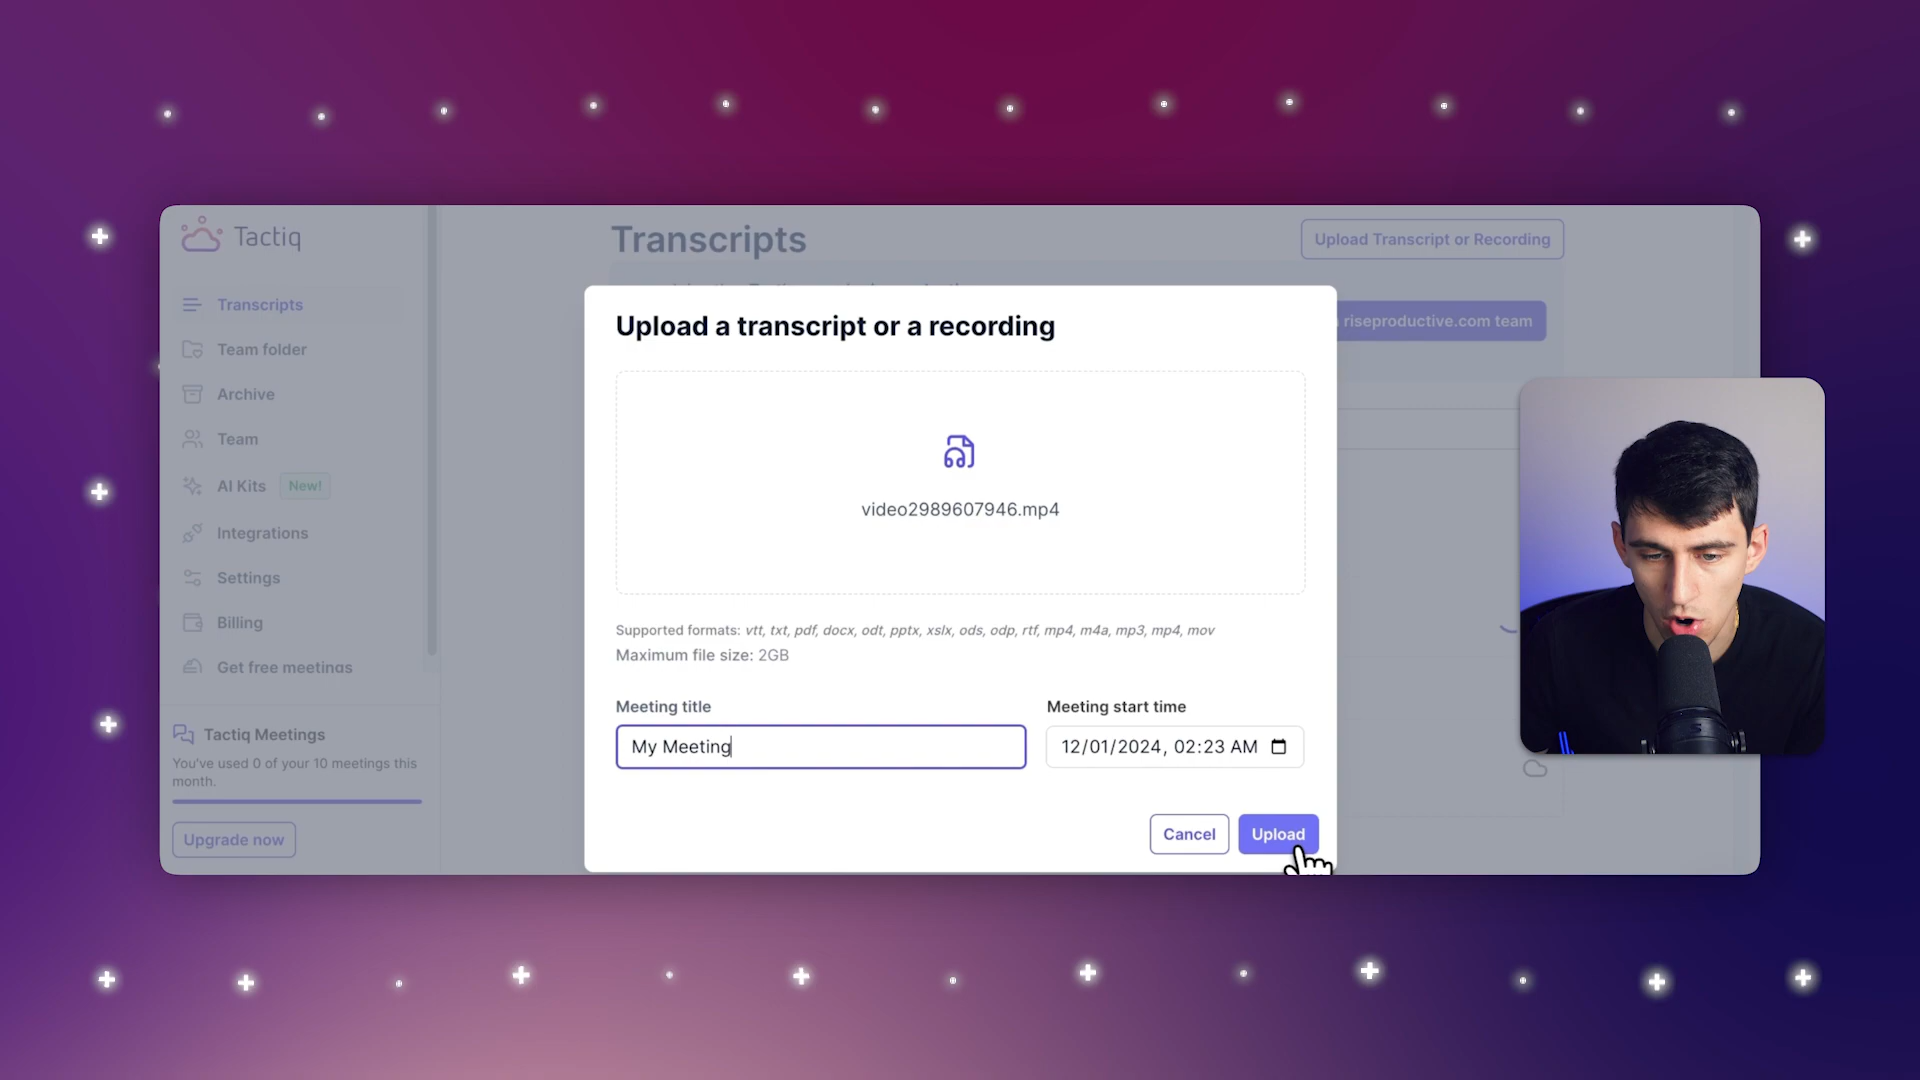 Tactiq
Transcripts
Team folder
Archive
Team
AI Kits New!
Integrations
Settings
Billing
Get free meetings
Tactiq Meetings
You've used 0 of your 10 meetings this
month.
Upgrade now
Transcripts
Upload Transcript or Recording
riseproductive.com team
Upload a transcript or a recording
video2989607946.mp4
Supported formats: vtt, txt, pdf, docx, odt, pptx, xslx, ods, odp, rtf, mp4, m4a, mp3, mp4, mov
Maximum file size: 2GB
Meeting title
My Meeting
Meeting start time
12/01/2024, 02:23 AM
Cancel
Upload